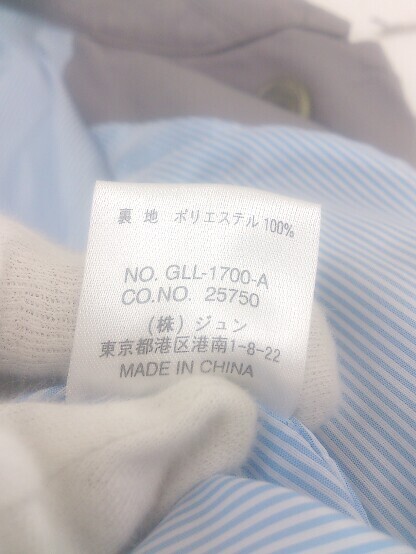 裏地 ポリエステル100%
NO. GLL-1700-A
CO.NO. 25750
(株)ジュン
東京都港区港南1-8-22
MADE IN CHINA